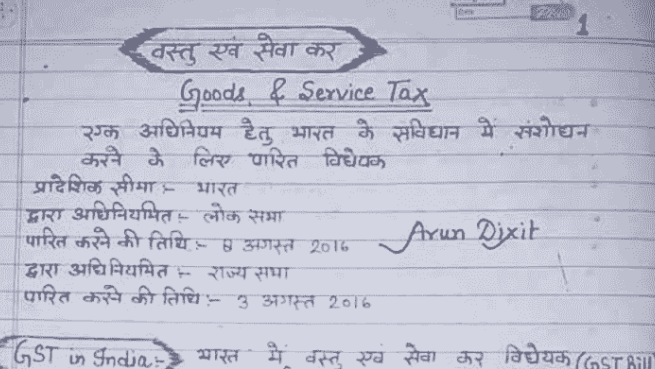 1
वस्तु एवं सेवा कर
Goods & Service Tax
एक अधिनियम हेतु भारत के संविधान में संशोधन
करने के लिए पारित विधेयक
प्रादेशिक सीमा :- भारत
द्वारा अधिनियमित :- लोक सभा
पारित करने की तिथि :- 8 अगस्त 2016
Arun Dixit
द्वारा अधिनियमित :- राज्य सभा
पारित करने की तिथि :- 3 अगस्त 2016
GST in India :- भारत में वस्तु एवं सेवा कर विधेयक (GST Bill